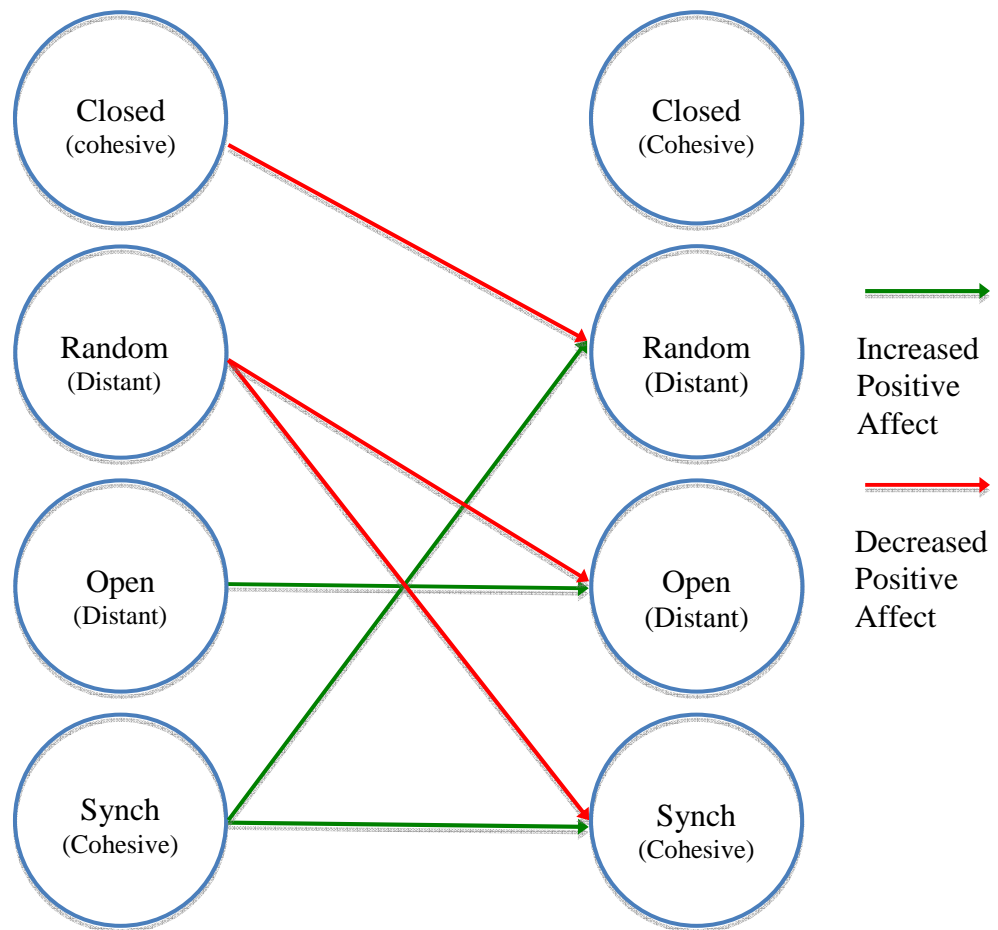 Closed
(cohesive)
Closed
(Cohesive)
Random
(Distant)
Random
(Distant)
Increased
Positive
Affect
Open
(Distant)
Open
(Distant)
Decreased
Positive
Affect
Synch
(Cohesive)
Synch
(Cohesive)